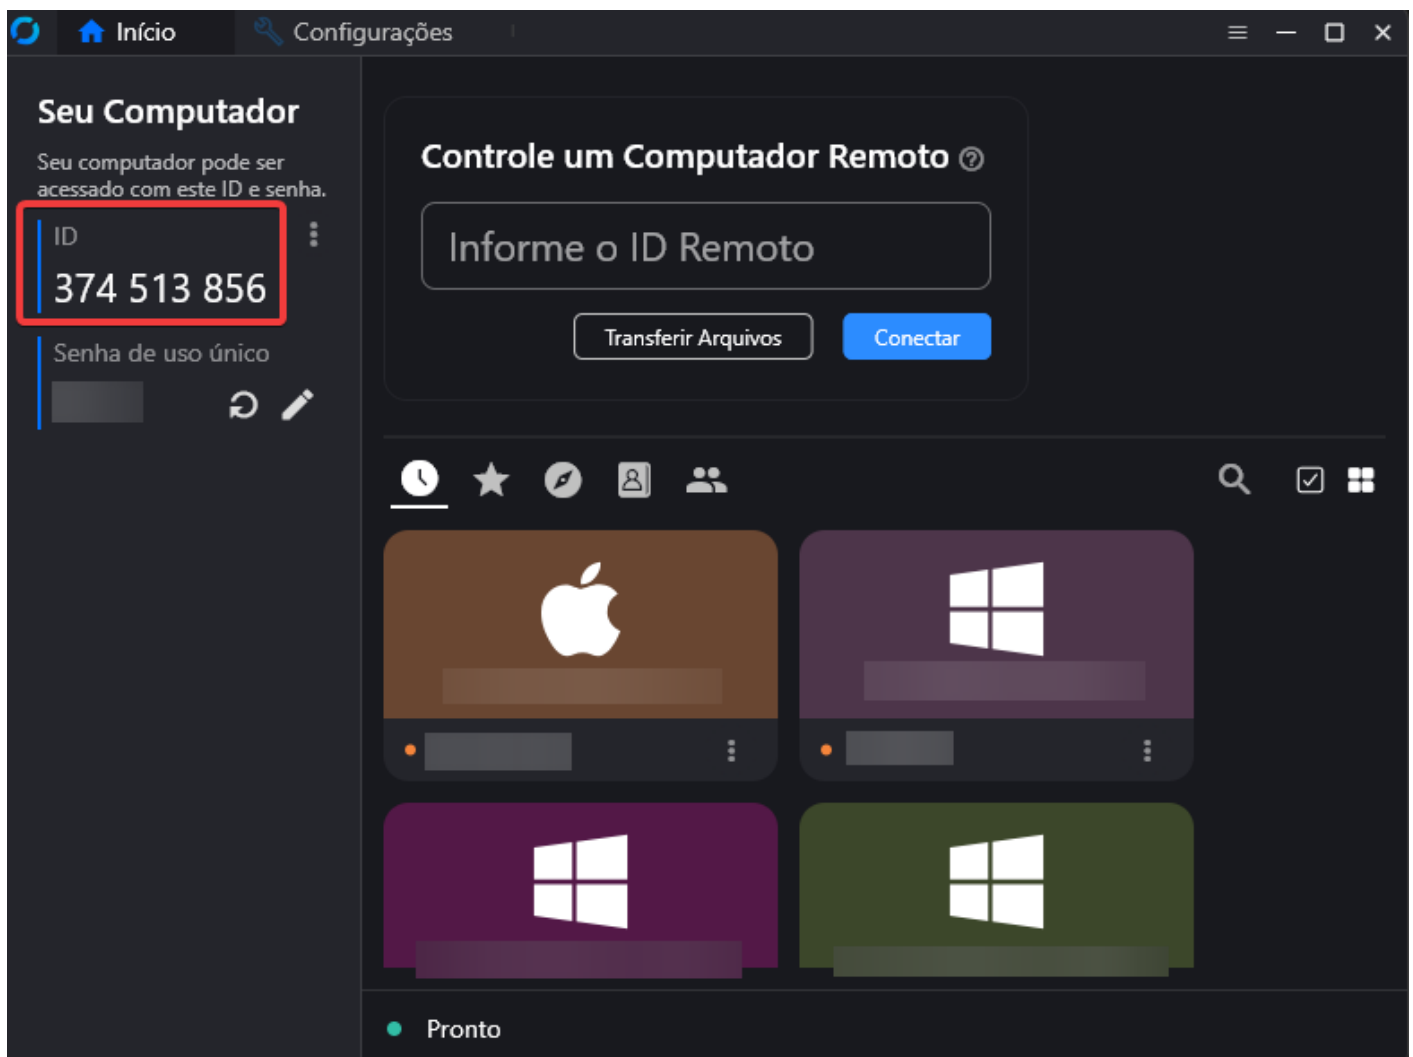 Início
Configurações
Seu Computador
Seu computador pode ser
acessado com este ID e senha.
ID
374 513 856
Senha de uso único
Controle um Computador Remoto
Informe o ID Remoto
Transferir Arquivos
Conectar
Pronto